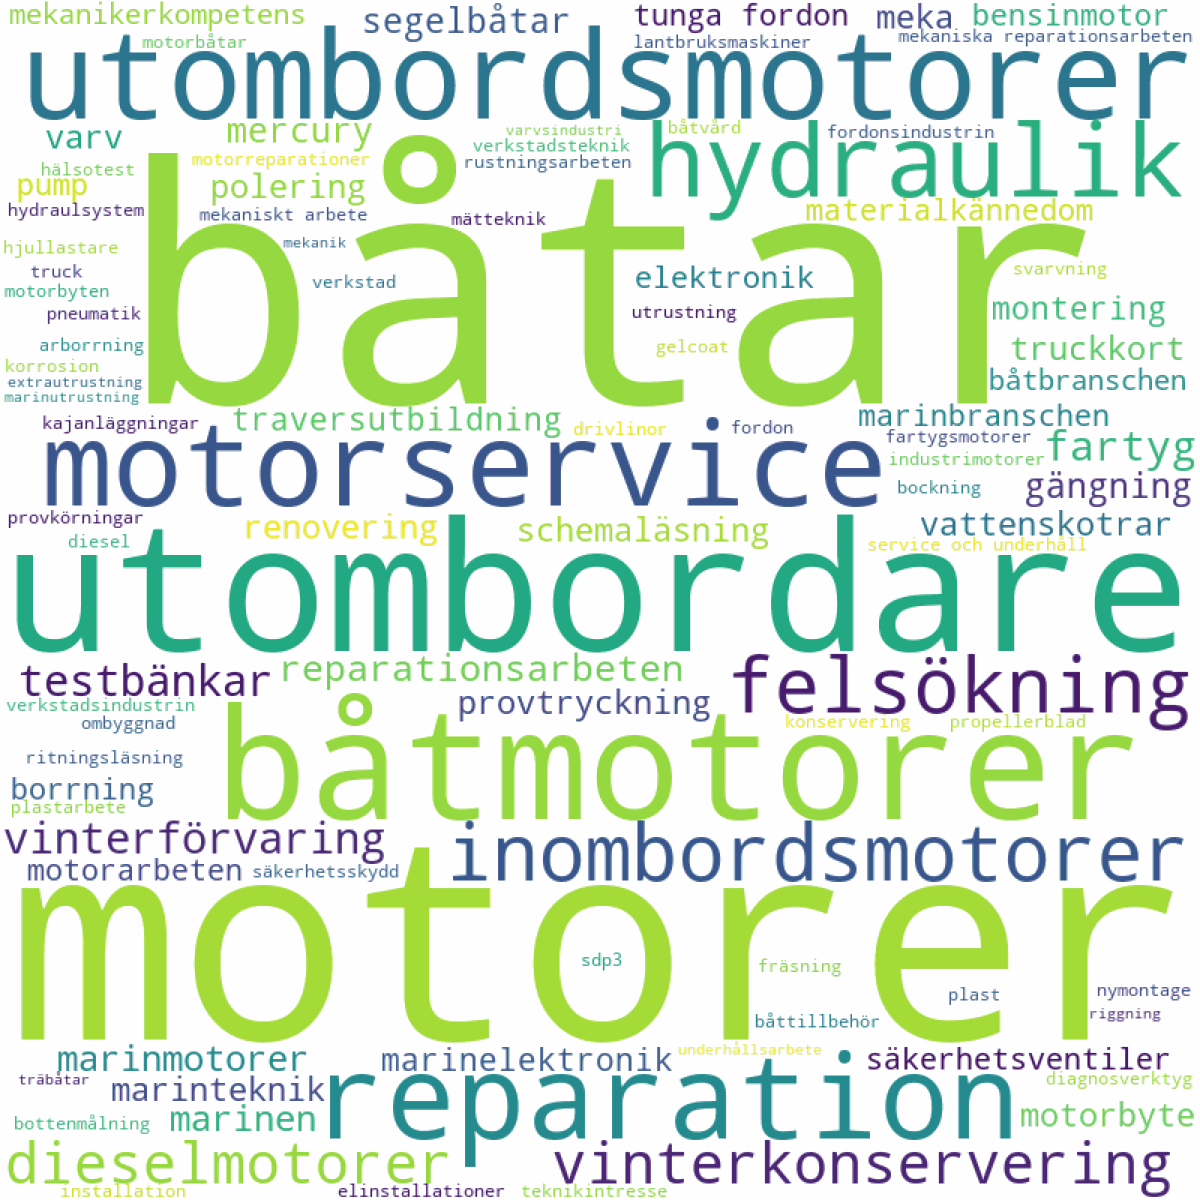 mekanikerkompetens
segelbåtar
tunga fordon
meka
bensinmotor
motorbåtar
lantbruksmaskiner
mekaniska reparationsarbeten
utombordsmotorer
varv
mercury
varvsindustri
båtvård
fordonsindustrin
hydraulik
hälsotest
motorreparationer
verkstadsteknik
rustningsarbeten
pump
polering
hydraulsystem
mekaniskt arbete
mätteknik
materialkännedom
båtar
hjullastare
mekanik
truck
verkstad
elektronik
svarvning
motorbyten
pneumatik
utrustning
montering
arborrning
gelcoat
truckkort
korrosion
extrautrustning
båtbranschen
marinutrustning
kajanläggningar
traversutbildning
drivlinor
fordon
marinbranschen
motorservice
fartygsmotorer
fartyg
industrimotorer
bockning
gängning
provkörningar
renovering
schemaläsning
vattenskotrar
diesel
service och underhåll
utombordare
testbänkar
reparationsarbeten
felsökning
verkstadsindustrin
provtryckning
ombyggnad
konservering
propellerblad
båtmotorer
ritningsläsning
borrning
plastarbete
vinterförvaring
inombordsmotorer
motorarbeten
säkerhetsskydd
motorer
sdp3
fräsning
plast
nymontage
båttillbehör
riggning
marinmotorer
marinelektronik
underhållsarbete
säkerhetsventiler
träbåtar
marinteknik
reparation
diagnosverktyg
bottenmålning
marinen
motorbyte
dieselmotorer
vinterkonservering
installation
elinstallationer
teknikintresse